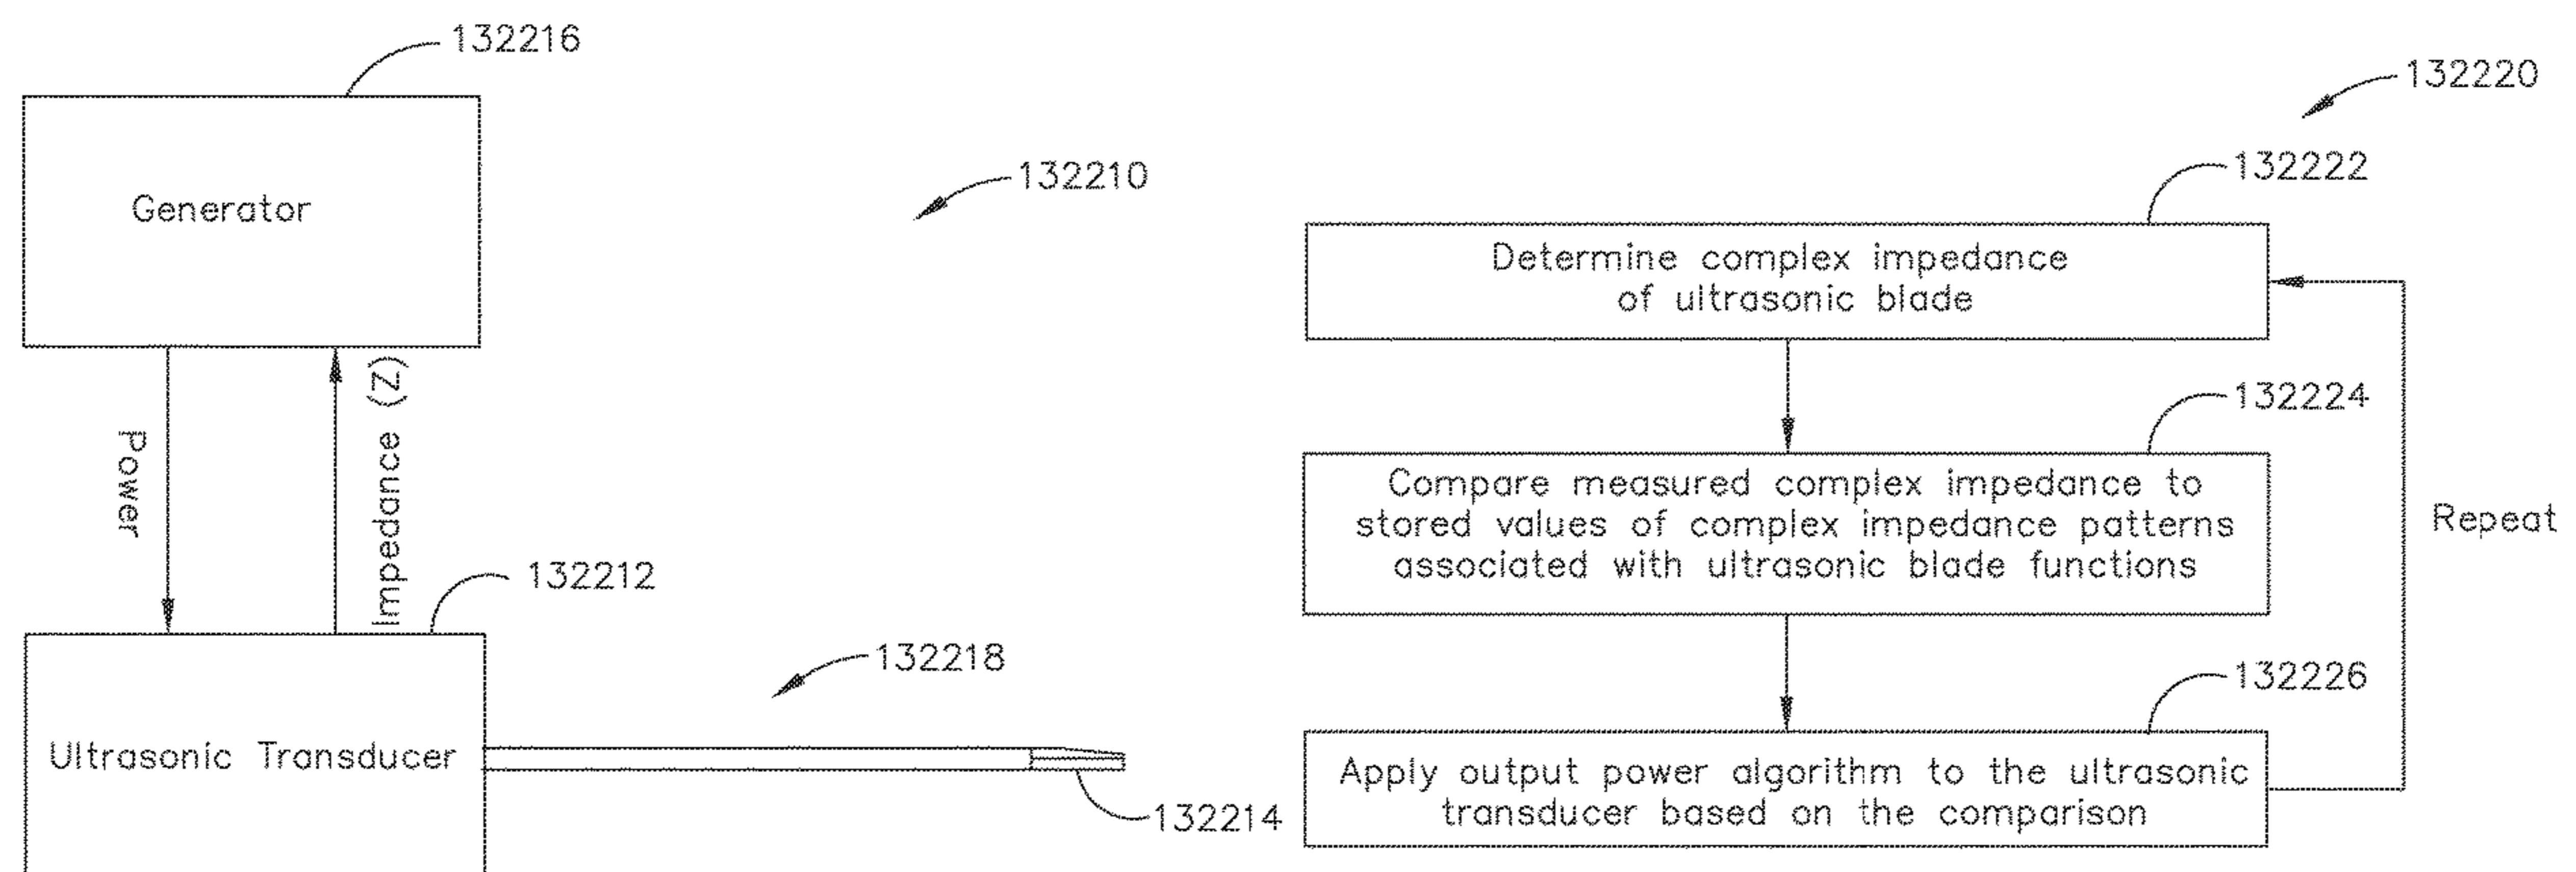 132216
Generator
132210
Power
Impedance (Z)
132212
Ultrasonic Transducer
132218
132214
132220
132222
Determine complex impedance
of ultrasonic blade
132224
Compare measured complex impedance to
stored values of complex impedance patterns
associated with ultrasonic blade functions
Repeat
132226
Apply output power algorithm to the ultrasonic
transducer based on the comparison